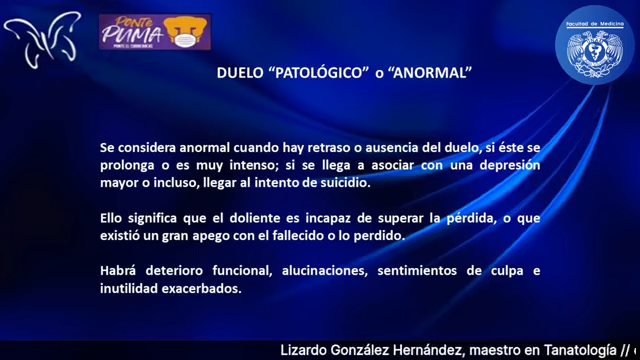 PONTE
PUMA
PONTE EL CUBREBOCAS
Facultad de Medicina
DUELO “PATOLÓGICO” o “ANORMAL”
Se considera anormal cuando hay retraso o ausencia del duelo, si éste se
prolonga o es muy intenso; si se llega a asociar con una depresión
mayor o incluso, llegar al intento de suicidio.
Ello significa que el doliente es incapaz de superar la pérdida, o que
existió un gran apego con el fallecido o lo perdido.
Habrá deterioro funcional, alucinaciones, sentimientos de culpa e
inutilidad exacerbados.
Lizardo González Hernández, maestro en Tanatología //